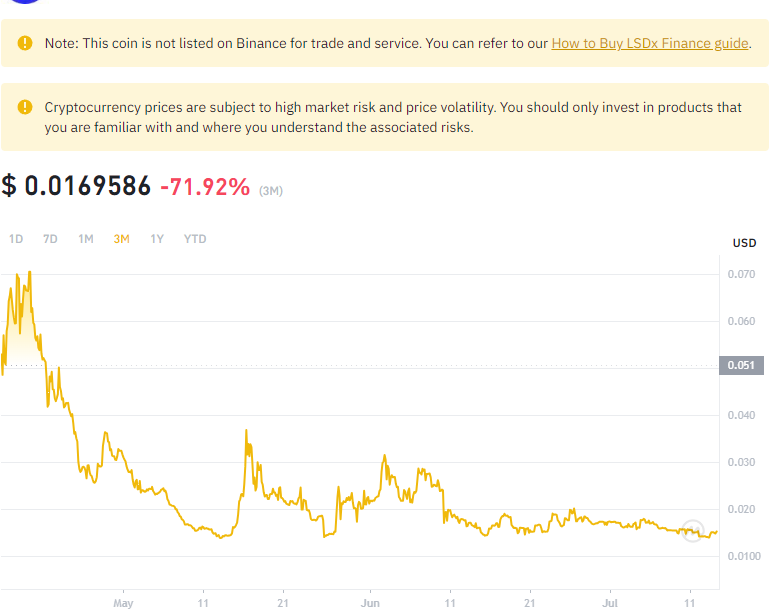 Note: This coin is not listed on Binance for trade and service. You can refer to our How to Buy LSDx Finance guide.
Cryptocurrency prices are subject to high market risk and price volatility. You should only invest in products that
you are familiar with and where you understand the associated risks.
$ 0.0169586 -71.92% (3M)
1D 7D 1M 3M 1Y YTD
USD
0.070
0.060
0.051
0.040
0.030
0.020
0.0100
May 11 21 Jun 11 21 Jul 11